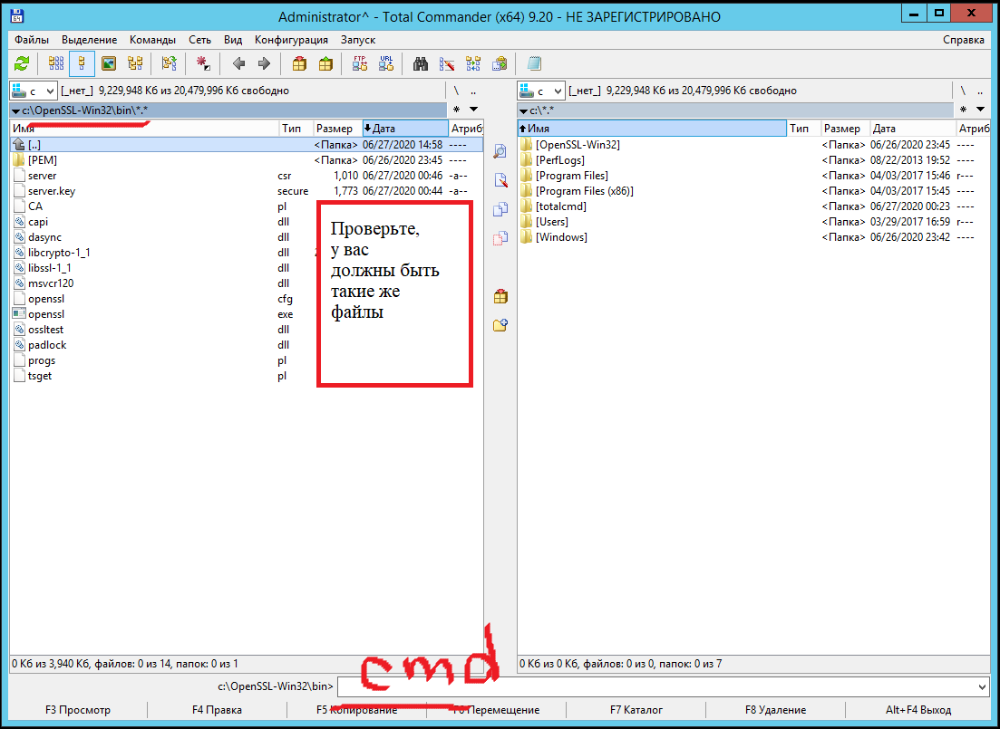 Administrator^ - Total Commander (x64) 9.20 - НЕ ЗАРЕГИСТРИРОВАНО
Файлы Выделение Команды Сеть Вид Конфигурация Запуск Справка
FTP URL
c [_нет_] 9,229,948 Кб из 20,479,996 Кб свободно \ ..
c:\OpenSSL-Win32\bin\*.* *
Имя Тип Размер Дата Атриб
[..] <Папка> 06/27/2020 14:58 ----
[PEM] <Папка> 06/26/2020 23:45 ----
server csr 1,010 06/27/2020 00:46 -a--
server.key secure 1,773 06/27/2020 00:44 -a--
CA pl
capi dll
dasync dll
libcrypto-1_1 dll
libssl-1_1 dll
msvcr120 dll
openssl cfg
openssl exe
ossltest dll
padlock dll
progs pl
tsget pl
Проверьте,
у вас
должны быть
такие же
файлы
0 Кб из 3,940 Кб, файлов: 0 из 14, папок: 0 из 1
c [_нет_] 9,229,948 Кб из 20,479,996 Кб свободно \ ..
c:\*.* *
Имя Тип Размер Дата Атриб
[OpenSSL-Win32] <Папка> 06/26/2020 23:45 ----
[PerfLogs] <Папка> 08/22/2013 19:52 ----
[Program Files] <Папка> 04/03/2017 15:46 r---
[Program Files (x86)] <Папка> 04/03/2017 15:45 ----
[totalcmd] <Папка> 06/27/2020 00:23 ----
[Users] <Папка> 03/29/2017 16:59 r---
[Windows] <Папка> 06/26/2020 23:42 ----
0 Кб из 0 Кб, файлов: 0 из 0, папок: 0 из 7
cmd
c:\OpenSSL-Win32\bin>
F3 Просмотр F4 Правка F5 Копирование F6 Перемещение F7 Каталог F8 Удаление Alt+F4 Выход